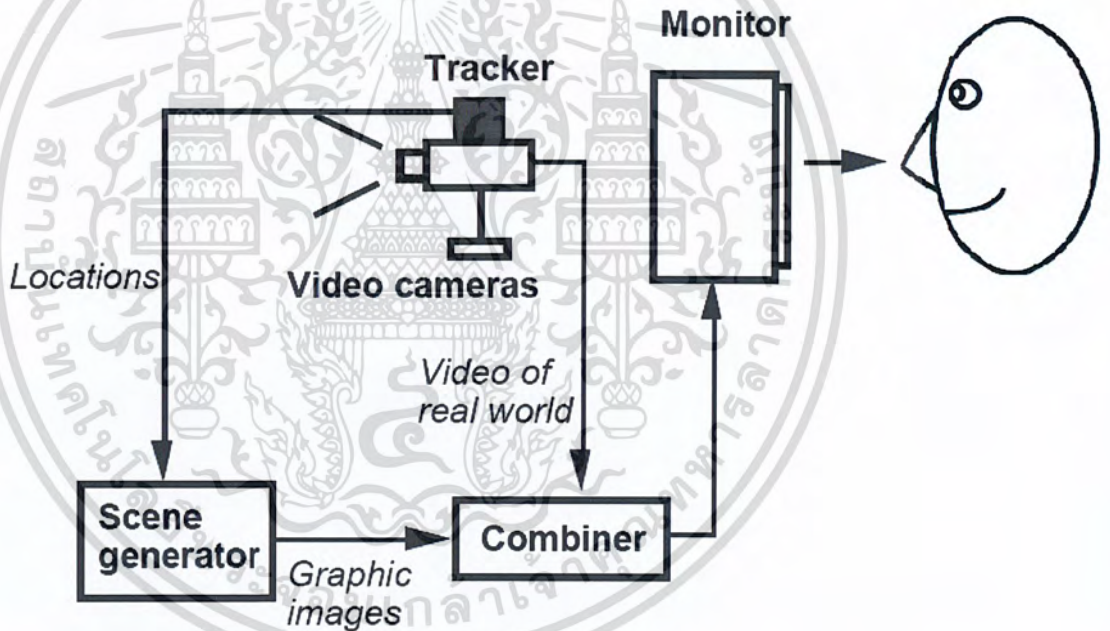 Monitor
Tracker
Locations
Video cameras
Video of
real world
Scene
generator
Combiner
Graphic
images